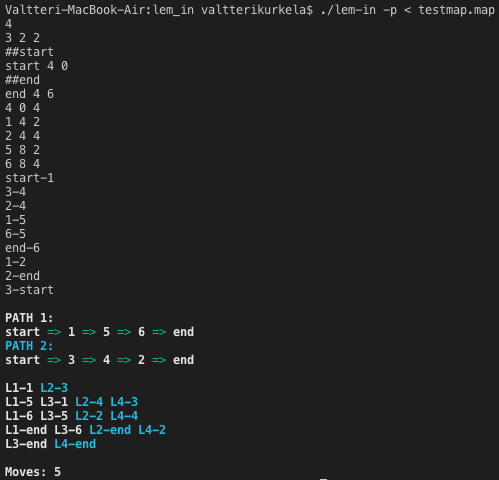 Valtteri-MacBook-Air:lem_in valtterikurkela$ ./lem-in -p < testmap.map
4
3 2 2
##start
start 4 0
##end
end 4 6
4 0 4
1 4 2
2 4 4
5 8 2
6 8 4
start-1
3-4
2-4
1-5
6-5
end-6
1-2
2-end
3-start
PATH 1:
start => 1 => 5 => 6 => end
PATH 2:
start => 3 => 4 => 2 => end
L1-1 L2-3
L1-5 L3-1 L2-4 L4-3
L1-6 L3-5 L2-2 L4-4
L1-end L3-6 L2-end L4-2
L3-end L4-end
Moves: 5